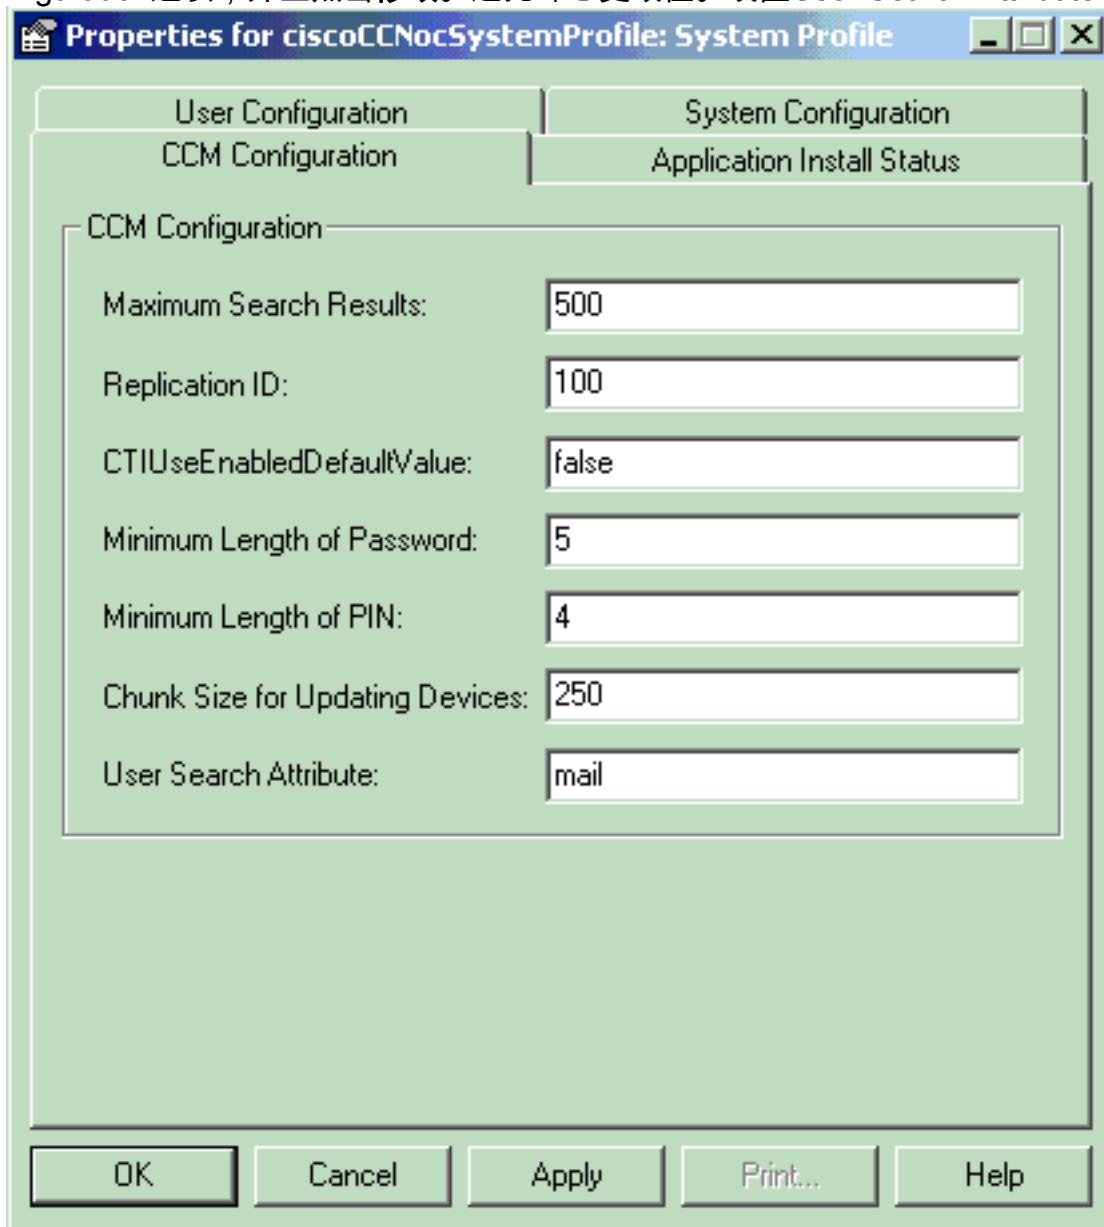 Properties for ciscoCCNocSystemProfile: System Profile
User Configuration
System Configuration
CCM Configuration
Application Install Status
CCM Configuration
Maximum Search Results: 500
Replication ID: 100
CTIUseEnabledDefaultValue: false
Minimum Length of Password: 5
Minimum Length of PIN: 4
Chunk Size for Updating Devices: 250
User Search Attribute: mail
OK Cancel Apply Print... Help